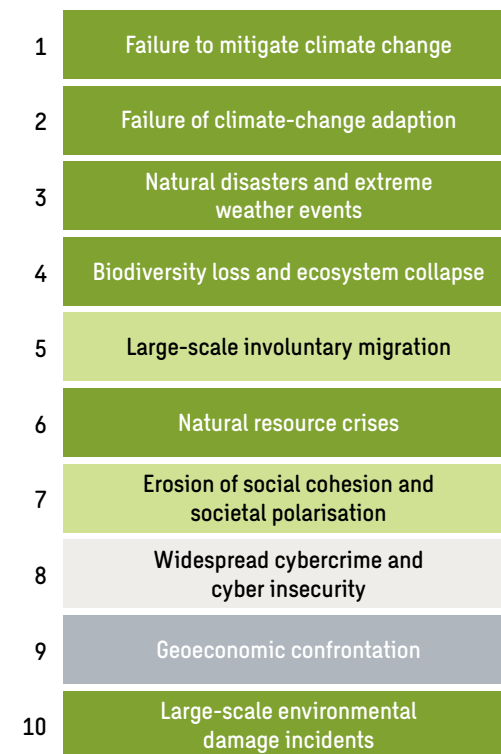 1 Failure to mitigate climate change
2 Failure of climate-change adaption
3 Natural disasters and extreme
weather events
4 Biodiversity loss and ecosystem collapse
5 Large-scale involuntary migration
6 Natural resource crises
7 Erosion of social cohesion and
societal polarisation
8 Widespread cybercrime and
cyber insecurity
9 Geoeconomic confrontation
10 Large-scale environmental
damage incidents